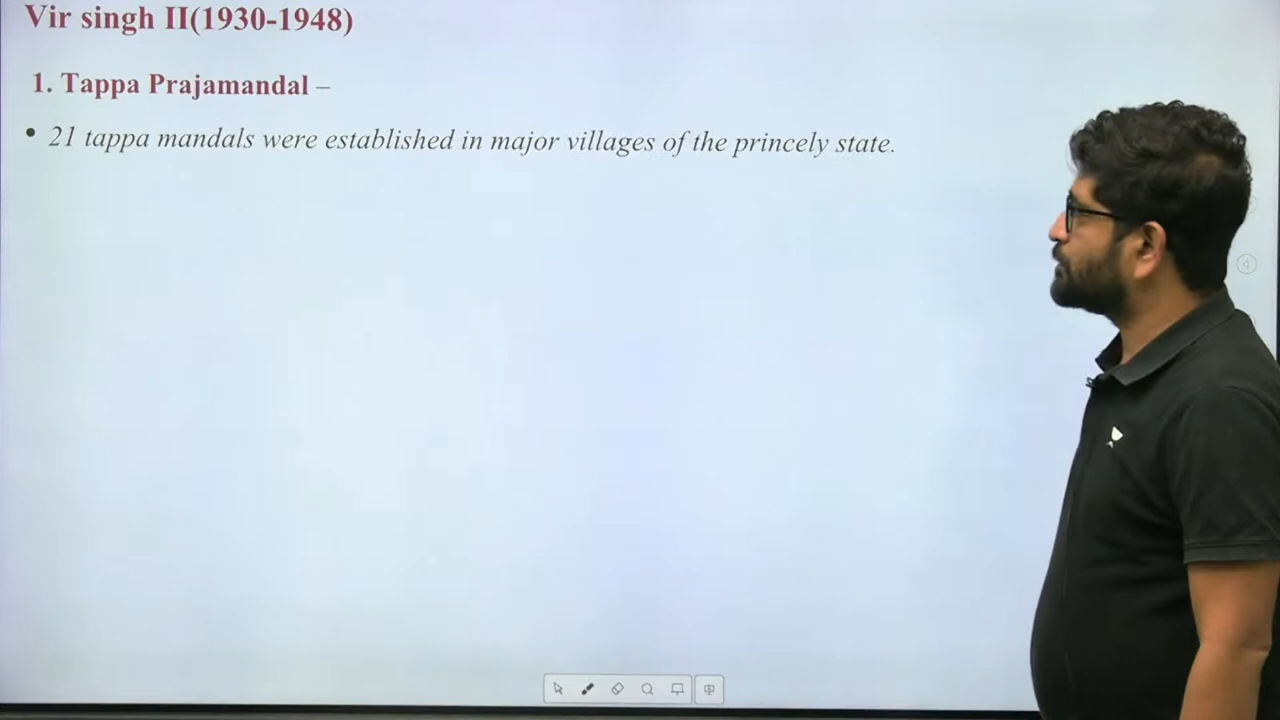 Vir singh II(1930-1948)
1. Tappa Prajamandal –
• 21 tappa mandals were established in major villages of the princely state.